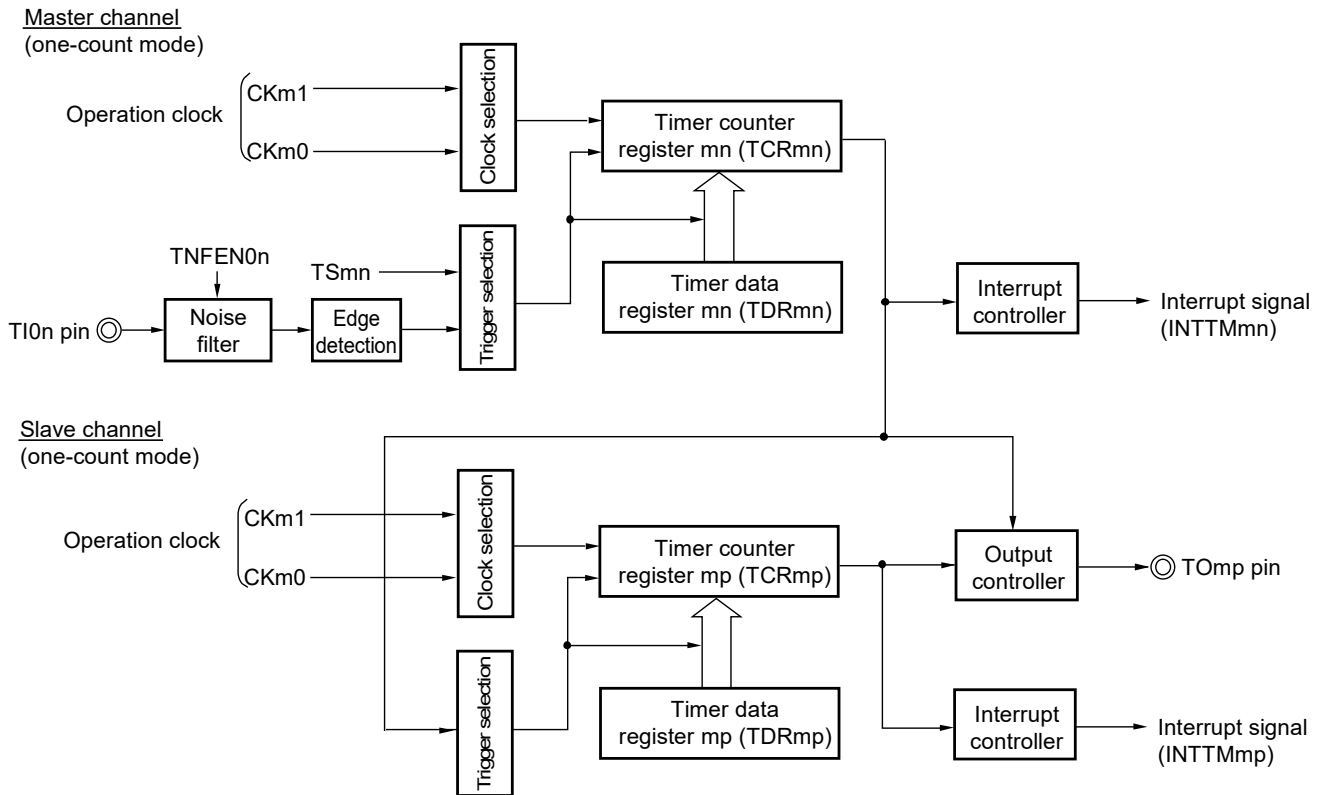 Master channel
(one-count mode)
Operation clock
CKm1
CKm0
Clock selection
Timer counter
register mn (TCRmn)
TNFEN0n
TSmn
TI0n pin
Noise
filter
Edge
detection
Trigger selection
Timer data
register mn (TDRmn)
Interrupt
controller
Interrupt signal
(INTTMmn)
Slave channel
(one-count mode)
Operation clock
CKm1
CKm0
Clock selection
Timer counter
register mp (TCRmp)
Output
controller
TOmp pin
Trigger selection
Timer data
register mp (TDRmp)
Interrupt
controller
Interrupt signal
(INTTMmp)